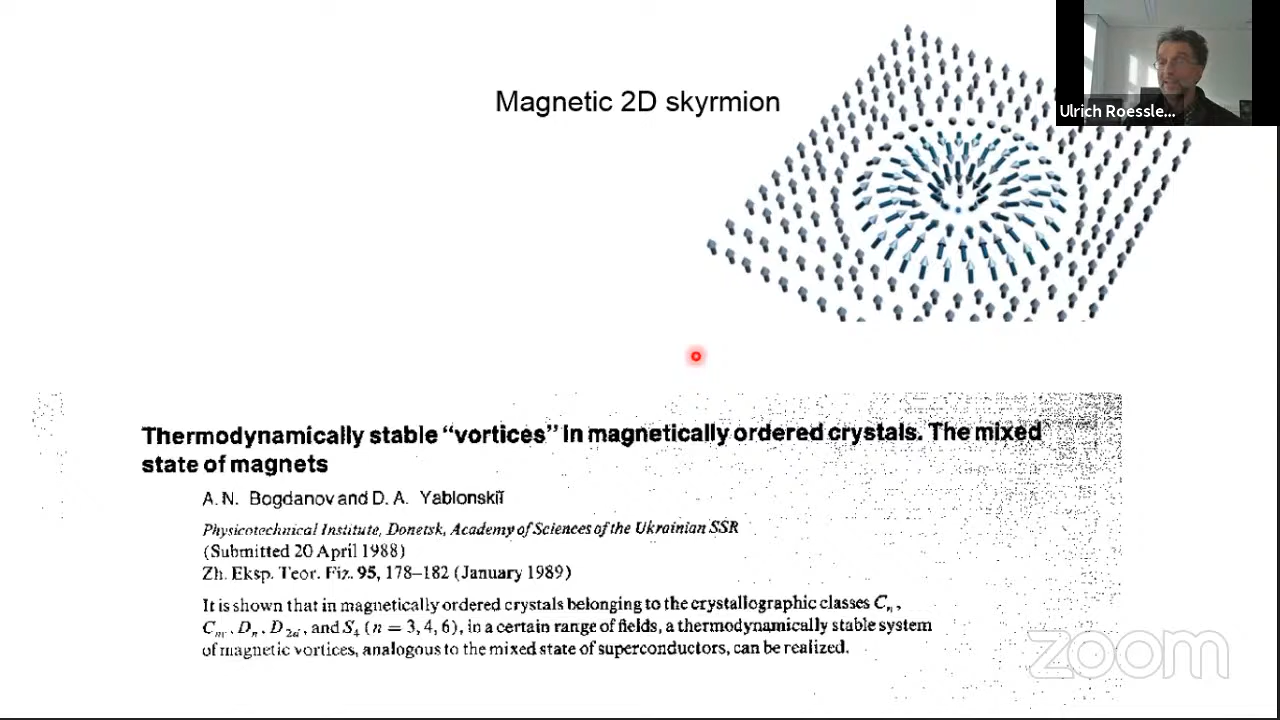 Magnetic 2D skyrmion
Ulrich Roessle...
Thermodynamically stable “vortices” in magnetically ordered crystals. The mixed
state of magnets
A. N. Bogdanov and D. A. Yablonskiĭ
Physicotechnical Institute, Donetsk, Academy of Sciences of the Ukrainian SSR
(Submitted 20 April 1988)
Zh. Eksp. Teor. Fiz. 95, 178–182 (January 1989)
It is shown that in magnetically ordered crystals belonging to the crystallographic classes Cₙ,
Cₙᵥ, Dₙ, D₂d, and S₄ (n = 3, 4, 6), in a certain range of fields, a thermodynamically stable system
of magnetic vortices, analogous to the mixed state of superconductors, can be realized.
zoom